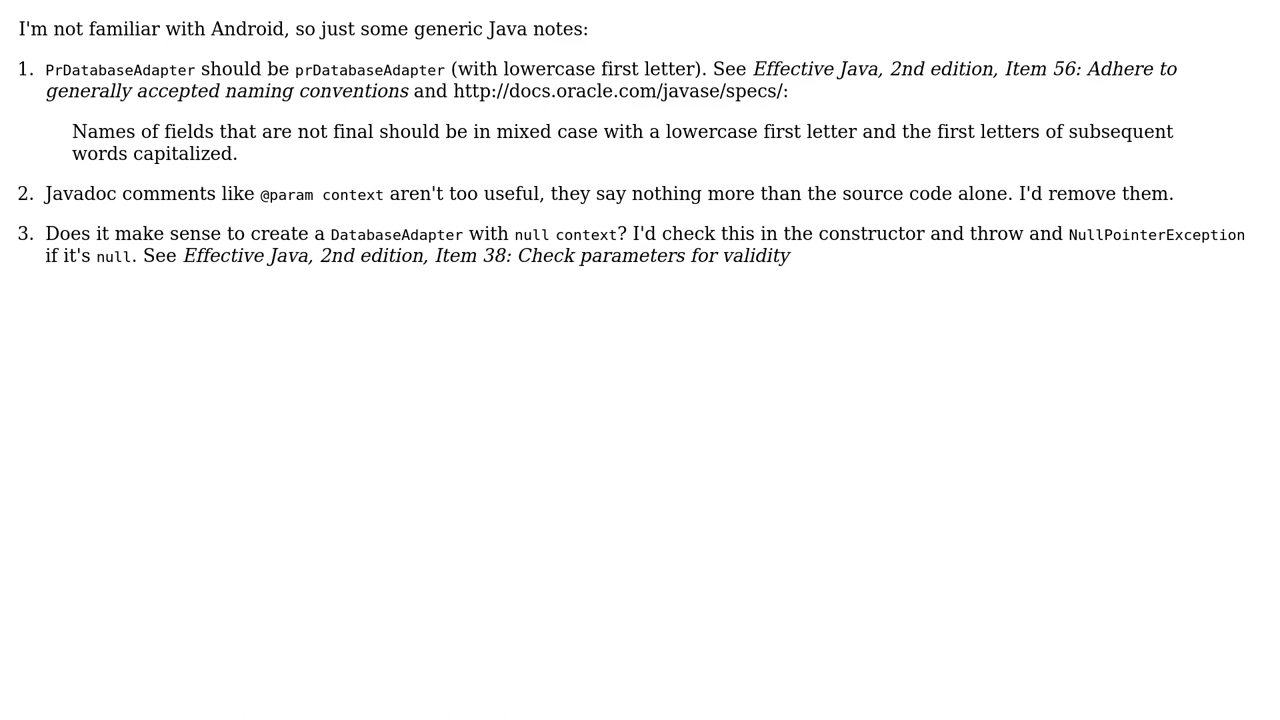 I'm not familiar with Android, so just some generic Java notes:
1. PrDatabaseAdapter should be prDatabaseAdapter (with lowercase first letter). See Effective Java, 2nd edition, Item 56: Adhere to
generally accepted naming conventions and http://docs.oracle.com/javase/specs/:
Names of fields that are not final should be in mixed case with a lowercase first letter and the first letters of subsequent
words capitalized.
2. Javadoc comments like @param context aren't too useful, they say nothing more than the source code alone. I'd remove them.
3. Does it make sense to create a DatabaseAdapter with null context? I'd check this in the constructor and throw and NullPointerException
if it's null. See Effective Java, 2nd edition, Item 38: Check parameters for validity